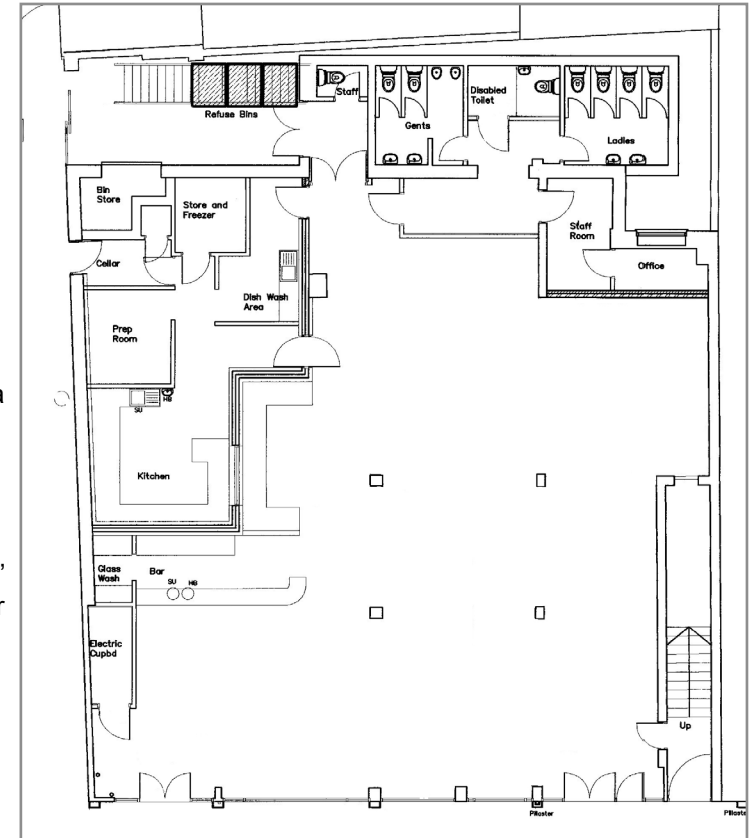 Staff
Refuse Bins
Gents
Disabled
Toilet
Ladies
Bin
Store
Store and
Freezer
Staff
Room
Office
Cellar
Dish Wash
Area
Prep
Room
a
SU
HB
Kitchen
,
Glass
Wash
Bar
SU
HB
r
Electric
Cupbd
Up
Pilaster
Pilaste